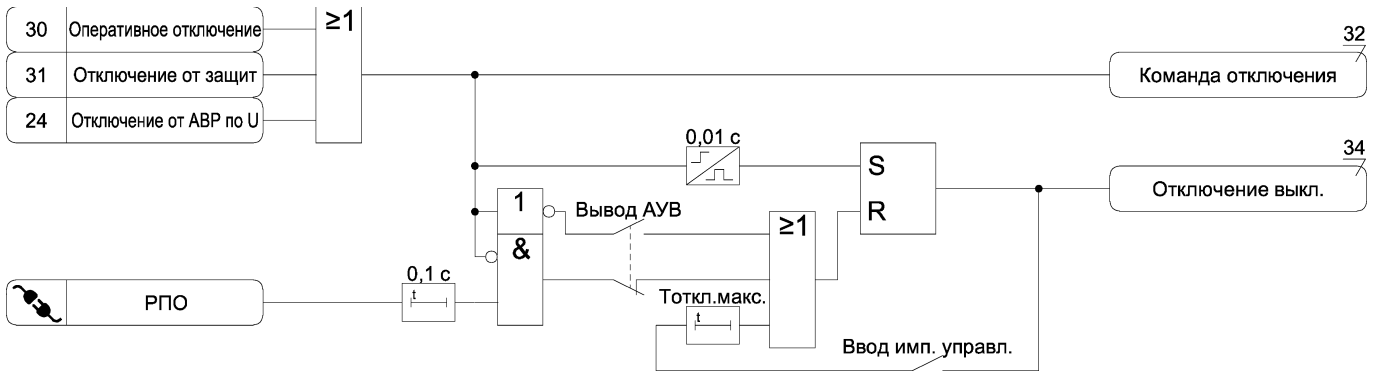 30 Оперативное отключение
≥1
31 Отключение от защит
24 Отключение от АВР по U
32
Команда отключения
0,01 с
S
R
34
Отключение выкл.
1
&
Вывод АУВ
≥1
0,1 с
t
РПО
Тоткл.макс.
t
Ввод имп. управл.